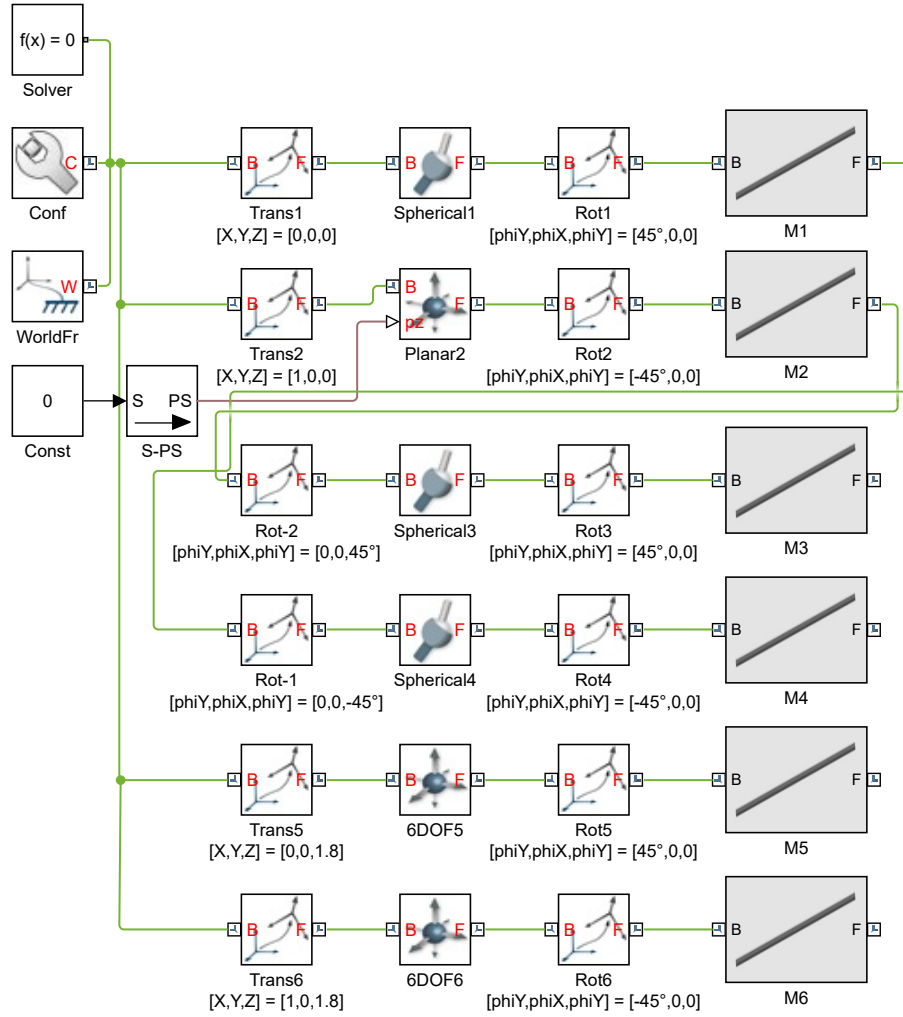 f(x) = 0
Solver
C
Conf
W
WorldFr
0
Const
S PS
S-PS
B F
Trans1
[X,Y,Z] = [0,0,0]
B F
Spherical1
B F
Rot1
[phiY,phiX,phiY] = [45°,0,0]
B F
M1
B F
Trans2
[X,Y,Z] = [1,0,0]
B F
pz
Planar2
B F
Rot2
[phiY,phiX,phiY] = [-45°,0,0]
B F
M2
B F
Rot-2
[phiY,phiX,phiY] = [0,0,45°]
B F
Spherical3
B F
Rot3
[phiY,phiX,phiY] = [45°,0,0]
B F
M3
B F
Rot-1
[phiY,phiX,phiY] = [0,0,-45°]
B F
Spherical4
B F
Rot4
[phiY,phiX,phiY] = [-45°,0,0]
B F
M4
B F
Trans5
[X,Y,Z] = [0,0,1.8]
B F
6DOF5
B F
Rot5
[phiY,phiX,phiY] = [45°,0,0]
B F
M5
B F
Trans6
[X,Y,Z] = [1,0,1.8]
B F
6DOF6
B F
Rot6
[phiY,phiX,phiY] = [-45°,0,0]
B F
M6